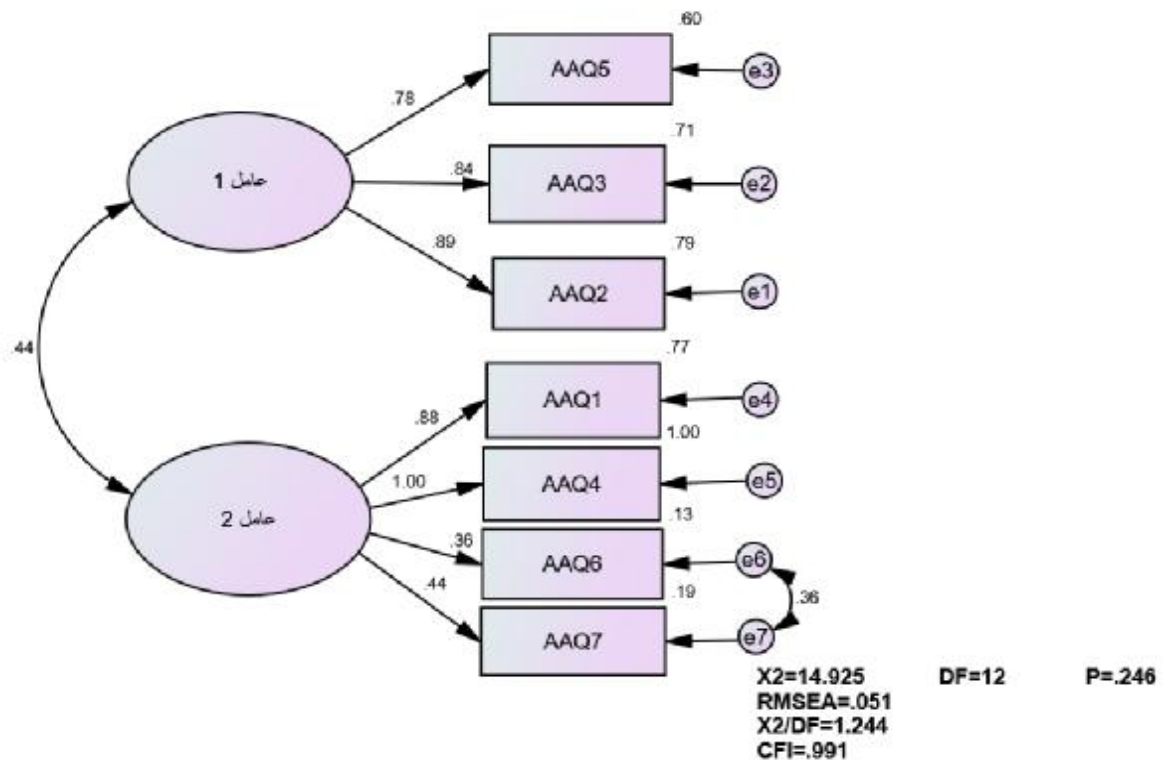 .60
AAQ5
e3
.78
.71
عامل 1
.84
AAQ3
e2
.89
.79
AAQ2
e1
.44
.77
AAQ1
e4
.88
1.00
1.00
AAQ4
e5
عامل 2
.13
.36
AAQ6
e6
.44
.19
.36
AAQ7
e7
X2=14.925 DF=12 P=.246
RMSEA=.051
X2/DF=1.244
CFI=.991